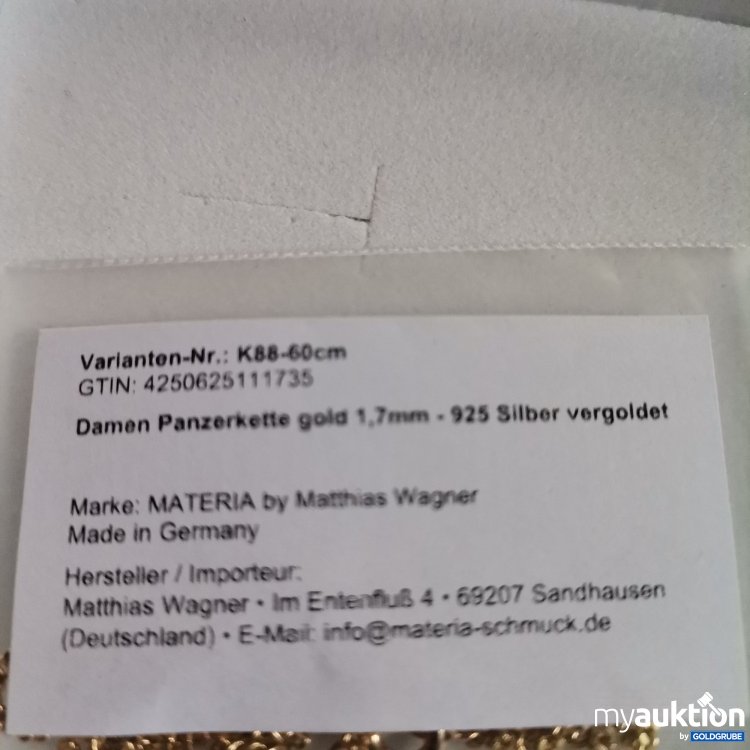 Varianten-Nr.: K88-60cm
GTIN: 4250625111735
Damen Panzerkette gold 1,7mm - 925 Silber vergoldet
Marke: MATERIA by Matthias Wagner
Made in Germany
Hersteller / Importeur:
Matthias Wagner • Im Entenfluß 4 • 69207 Sandhausen
(Deutschland) • E-Mail: info@materia-schmuck.de
myauktion
by GOLDGRUBE